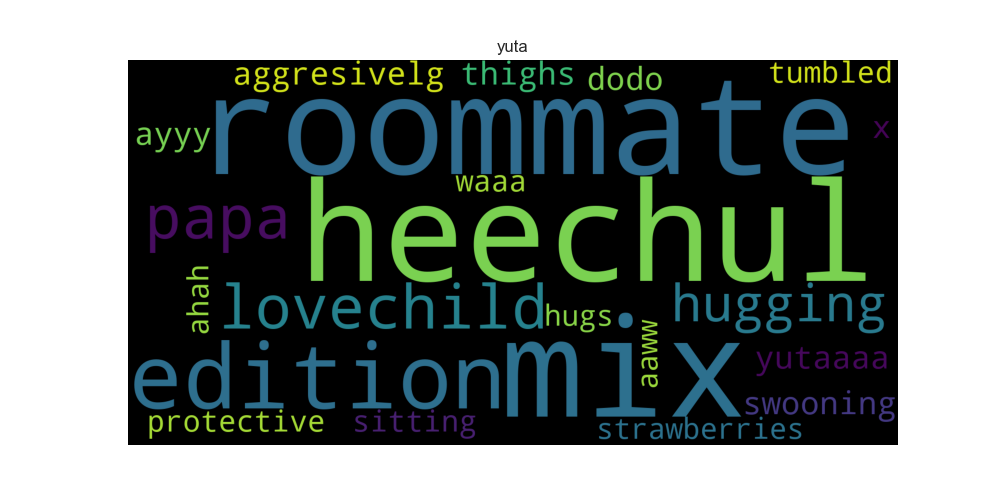 yuta
aggresivelg thighs dodo tumbled
roommate
ayyy x
waaa
papa heechul
ahah lovechild hugs hugging
aaww
edition mix yutaaaa
swooning
protective sitting strawberries